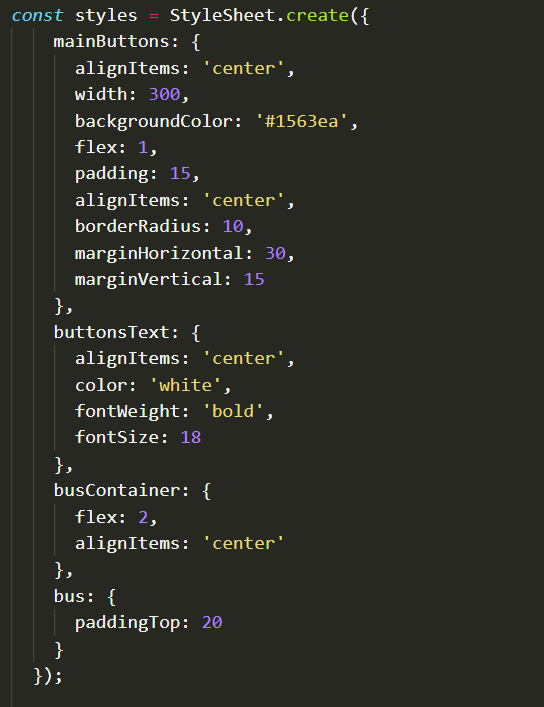 const styles = StyleSheet.create({
mainButtons: {
alignItems: 'center',
width: 300,
backgroundColor: '#1563ea',
flex: 1,
padding: 15,
alignItems: 'center',
borderRadius: 10,
marginHorizontal: 30,
marginVertical: 15
},
buttonsText: {
alignItems: 'center',
color: 'white',
fontWeight: 'bold',
fontSize: 18
},
busContainer: {
flex: 2,
alignItems: 'center'
},
bus: {
paddingTop: 20
}
});